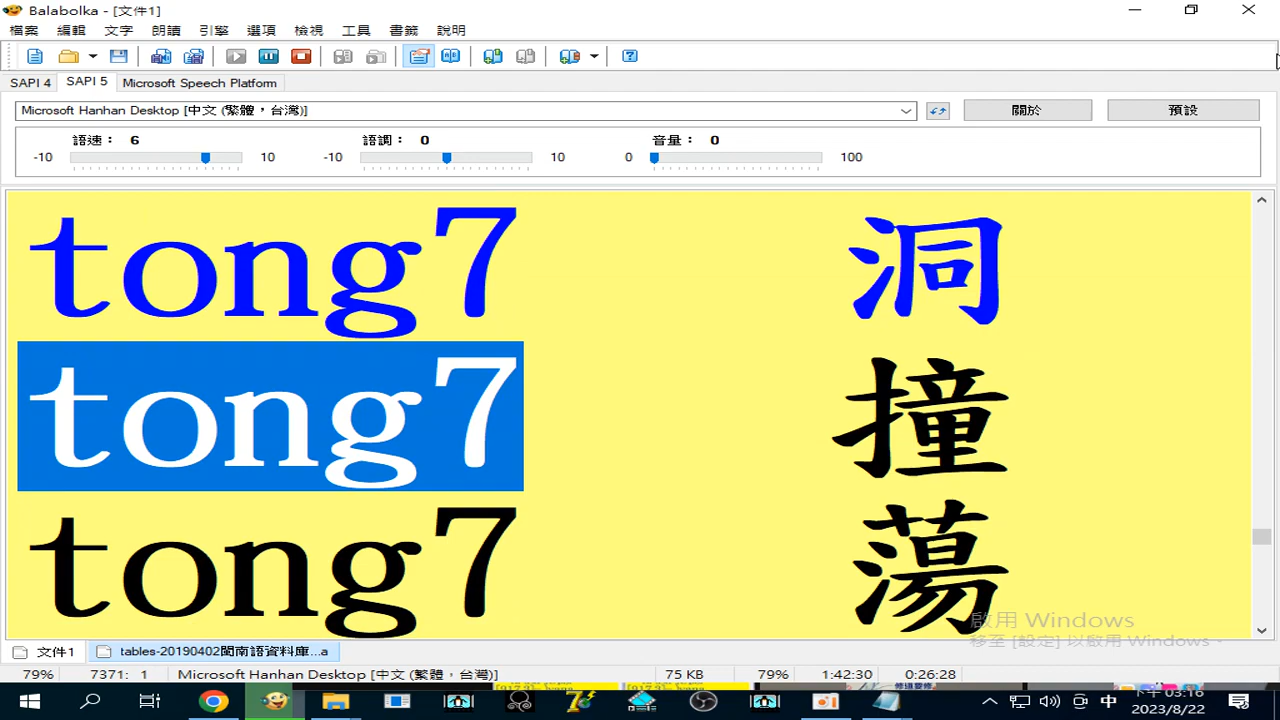 Balabolka - [文件1]
檔案 編輯 文字 朗讀 引擎 選項 檢視 工具 書籤 說明
SAPI 4 SAPI 5 Microsoft Speech Platform
Microsoft Hanhan Desktop [中文 (繁體，台灣)] 關於 預設
語速： 6 語調： 0 音量： 0
-10 10 -10 10 0 100
tong7 洞
tong7 撞
tong7 蕩
啟用 Windows
移至 [設定] 以啟用 Windows。
文件1 tables-20190402閩南語資料庫...a
79% 7371: 1 Microsoft Hanhan Desktop [中文 (繁體，台灣)] 75 KB 79% 1:42:30 0:26:28
中 下午 03:16
2023/8/22